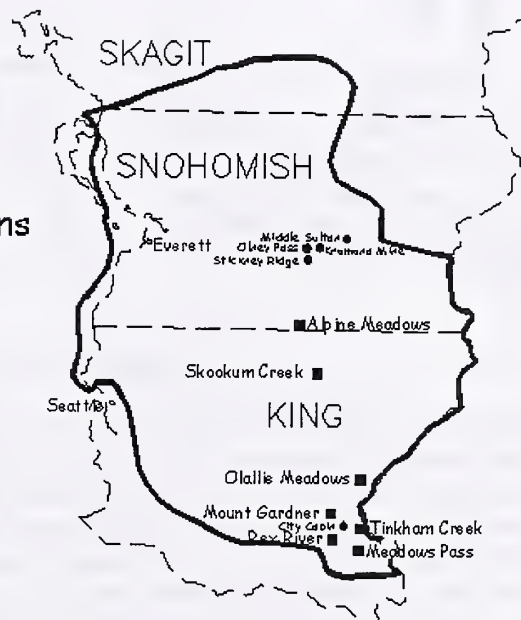 SKAGIT
SNOHOMISH
ns
Everett
Middle Sultan
Olney Pass
Stickney Ridge
Alpine Meadows
Skookum Creek
KING
Seattle
Olallie Meadows
Mount Gardner
City Cabin
Tinkham Creek
Rex River
Meadows Pass